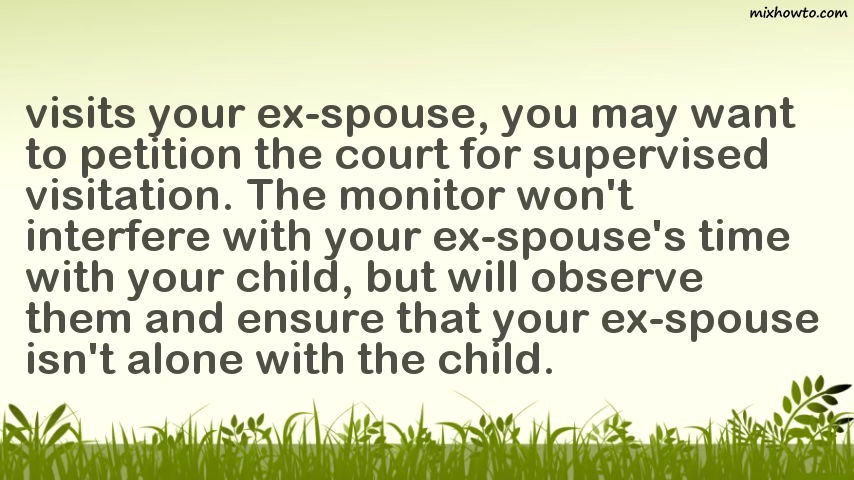 mixhowto.com
visits your ex-spouse, you may want
to petition the court for supervised
visitation. The monitor won't
interfere with your ex-spouse's time
with your child, but will observe
them and ensure that your ex-spouse
isn't alone with the child.